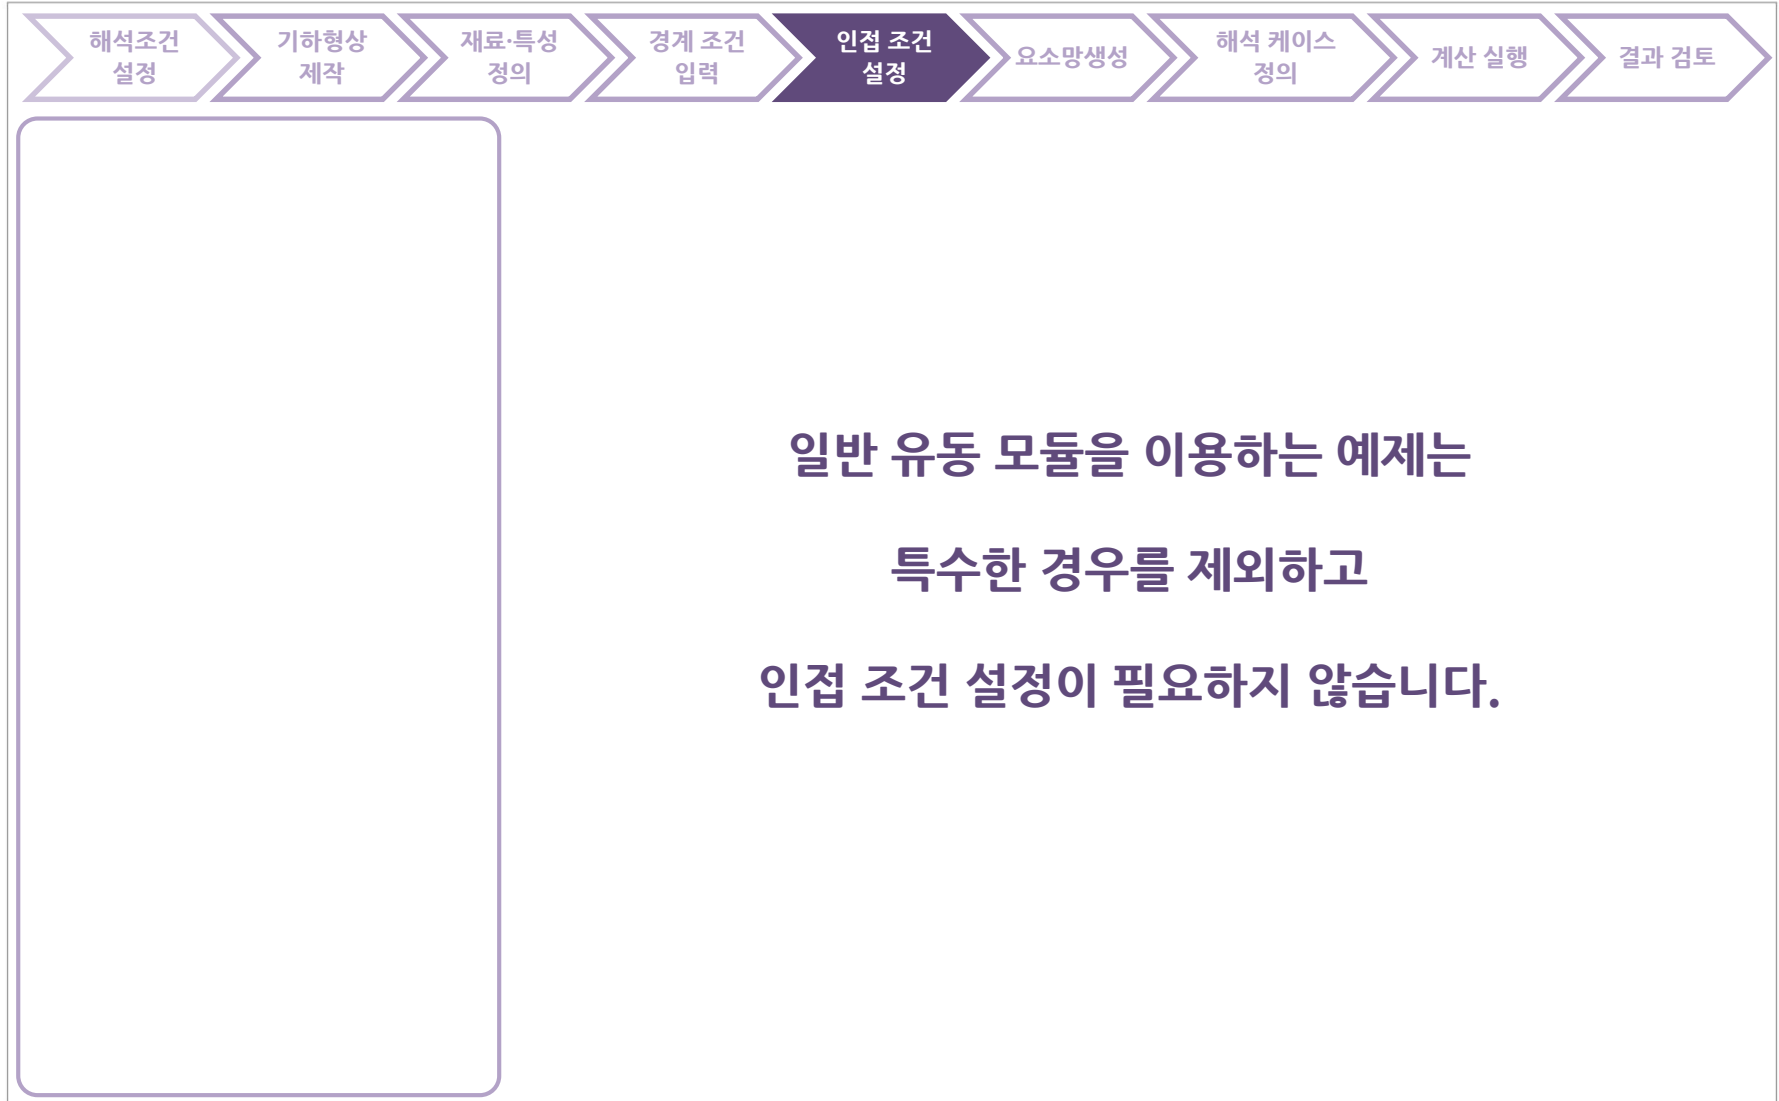 해석조건
설정
기하형상
제작
재료·특성
정의
경계 조건
입력
인접 조건
설정
요소망생성
해석 케이스
정의
계산 실행
결과 검토
일반 유동 모듈을 이용하는 예제는
특수한 경우를 제외하고
인접 조건 설정이 필요하지 않습니다.